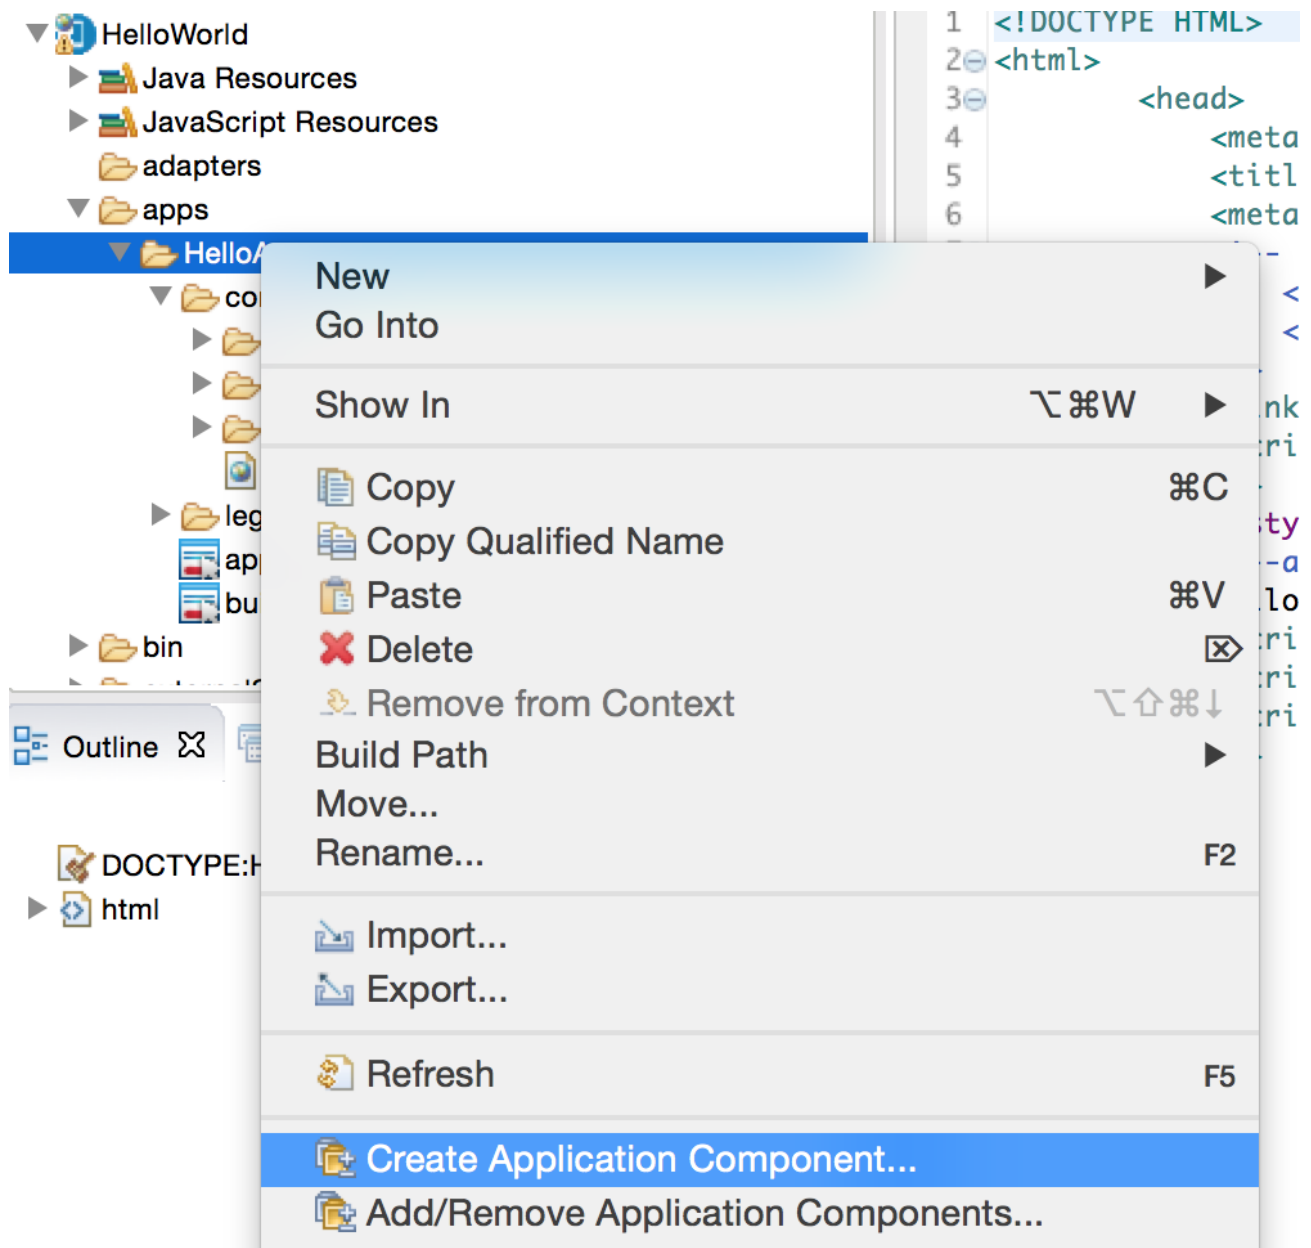 HelloWorld
Java Resources
JavaScript Resources
adapters
apps
bin
Outline
html
1 <!DOCTYPE HTML>
2 <html>
3 <head>
4 <meta
5
6 <meta
New
Go Into
Show In ⌥⌘W
Copy ⌘C
Copy Qualified Name
Paste ⌘V
Delete ⌦
Remove from Context ⌥⇧⌘↓
Build Path
Move...
Rename... F2
Import...
Export...
Refresh F5
Create Application Component...
Add/Remove Application Components...